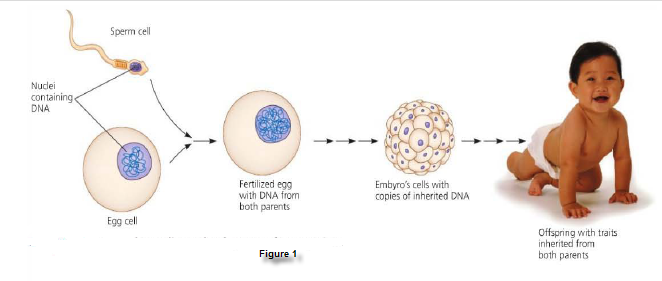 Sperm cell
Nuclei
containing
DNA
Egg cell
Fertilized egg
with DNA from
both parents
Embyro's cells with
copies of inherited DNA
Offspring with traits
inherited from
both parents
Figure 1